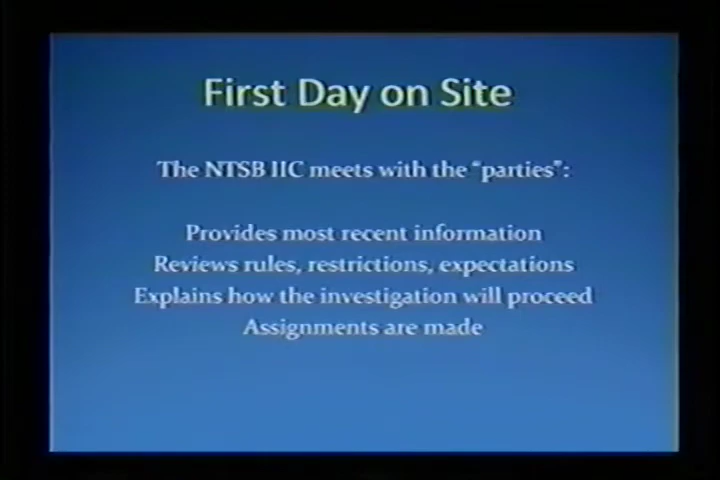 First Day on Site
The NTSB IIC meets with the “parties”:
Provides most recent information
Reviews rules, restrictions, expectations
Explains how the investigation will proceed
Assignments are made